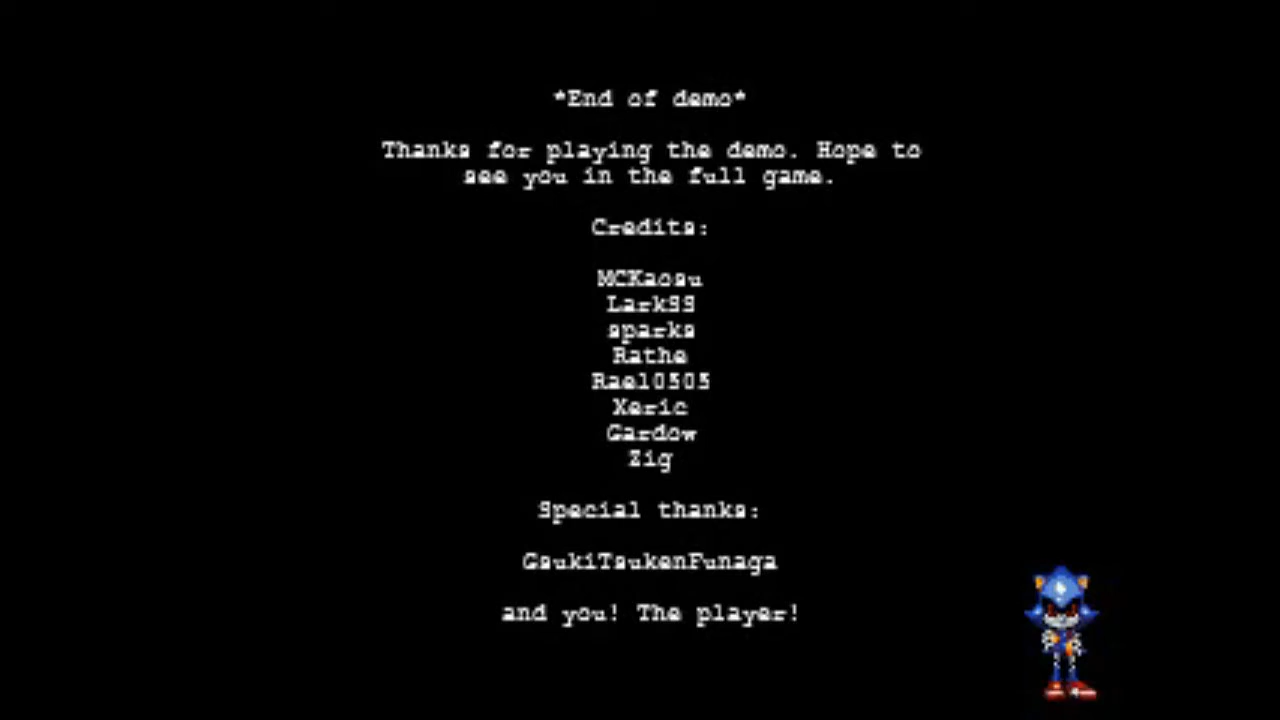 *End of demo*
Thanks for playing the demo. Hope to
see you in the full game.
Credits:
MCKaosu
LarkSS
sparks
Rathe
Rael0505
Xeric
Gardow
Zig
Special thanks:
GsukiTsukenFunaga
and you! The player!